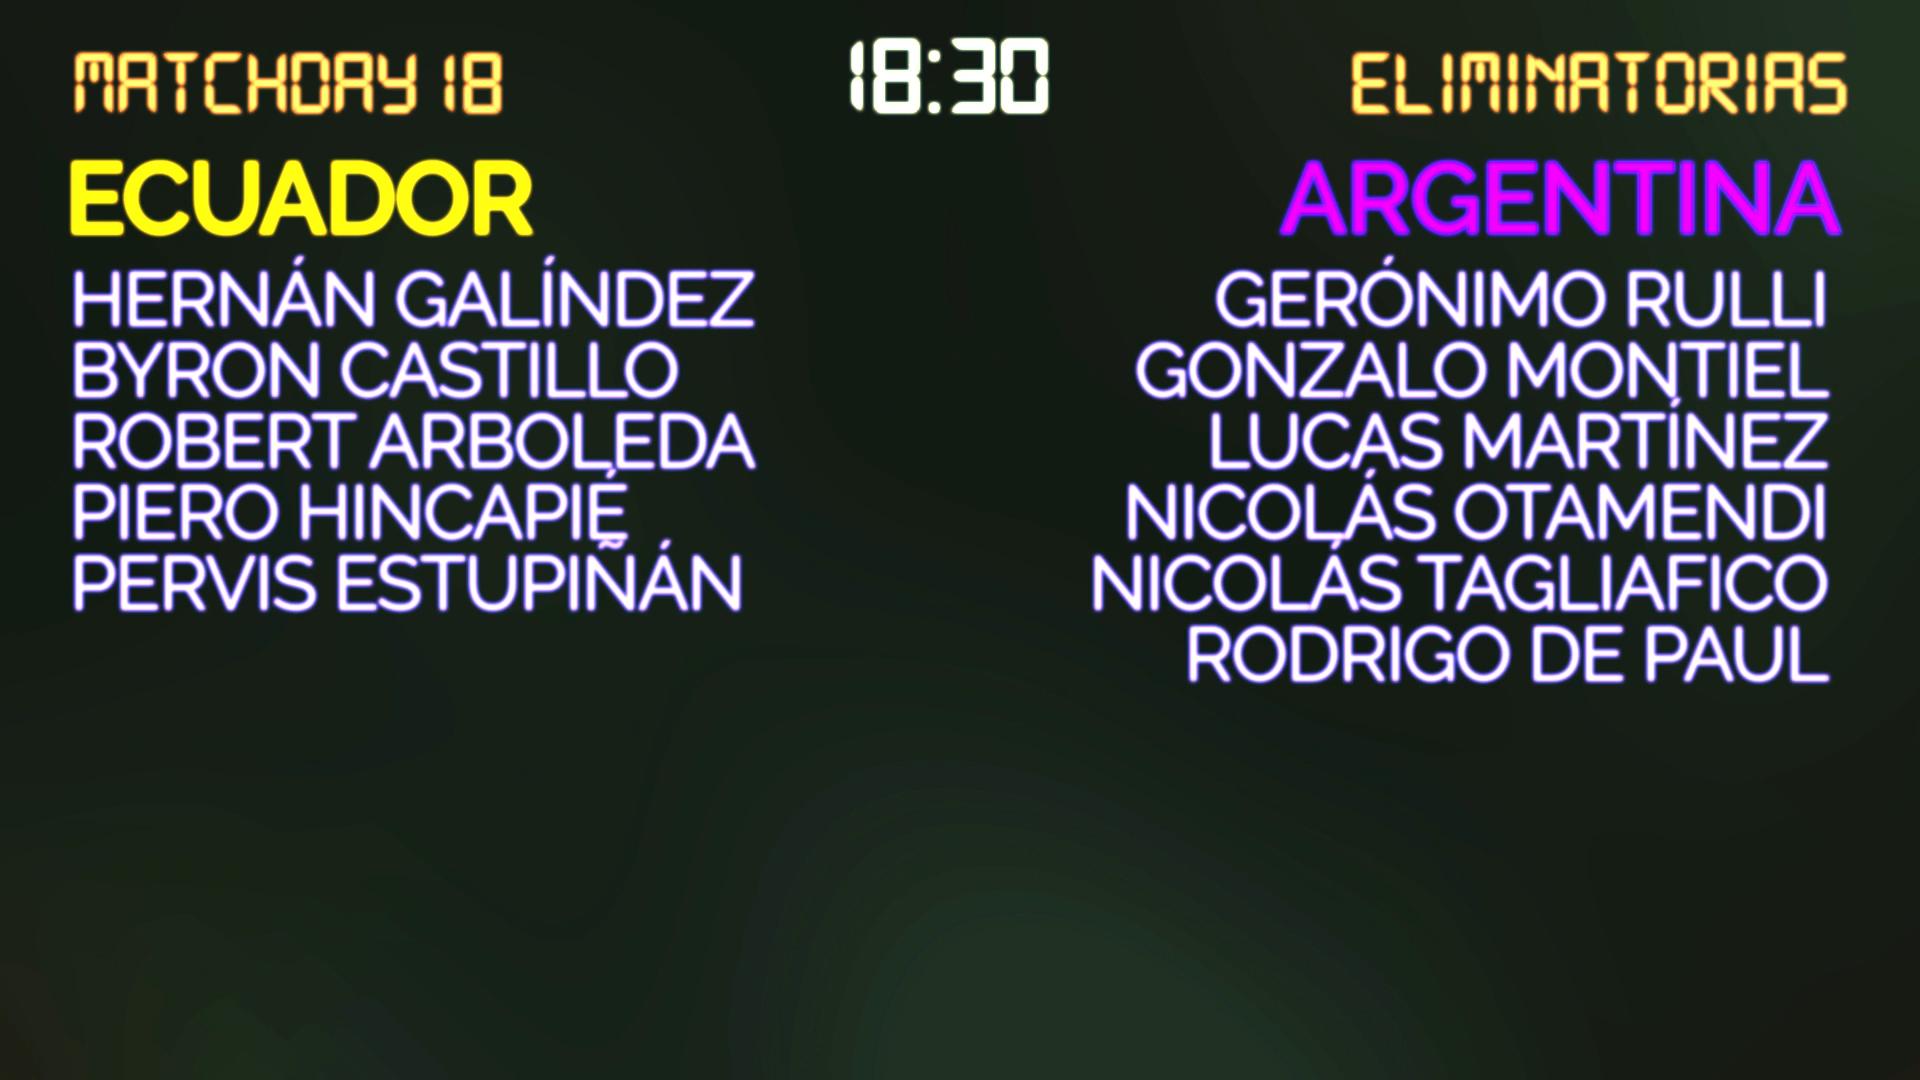 MATCHDAY 18
18:30
ELIMINATORIAS
ECUADOR
HERNÁN GALÍNDEZ
BYRON CASTILLO
ROBERT ARBOLEDA
PIERO HINCAPIÉ
PERVIS ESTUPIÑÁN
ARGENTINA
GERÓNIMO RULLI
GONZALO MONTIEL
LUCAS MARTÍNEZ
NICOLÁS OTAMENDI
NICOLÁS TAGLIAFICO
RODRIGO DE PAUL